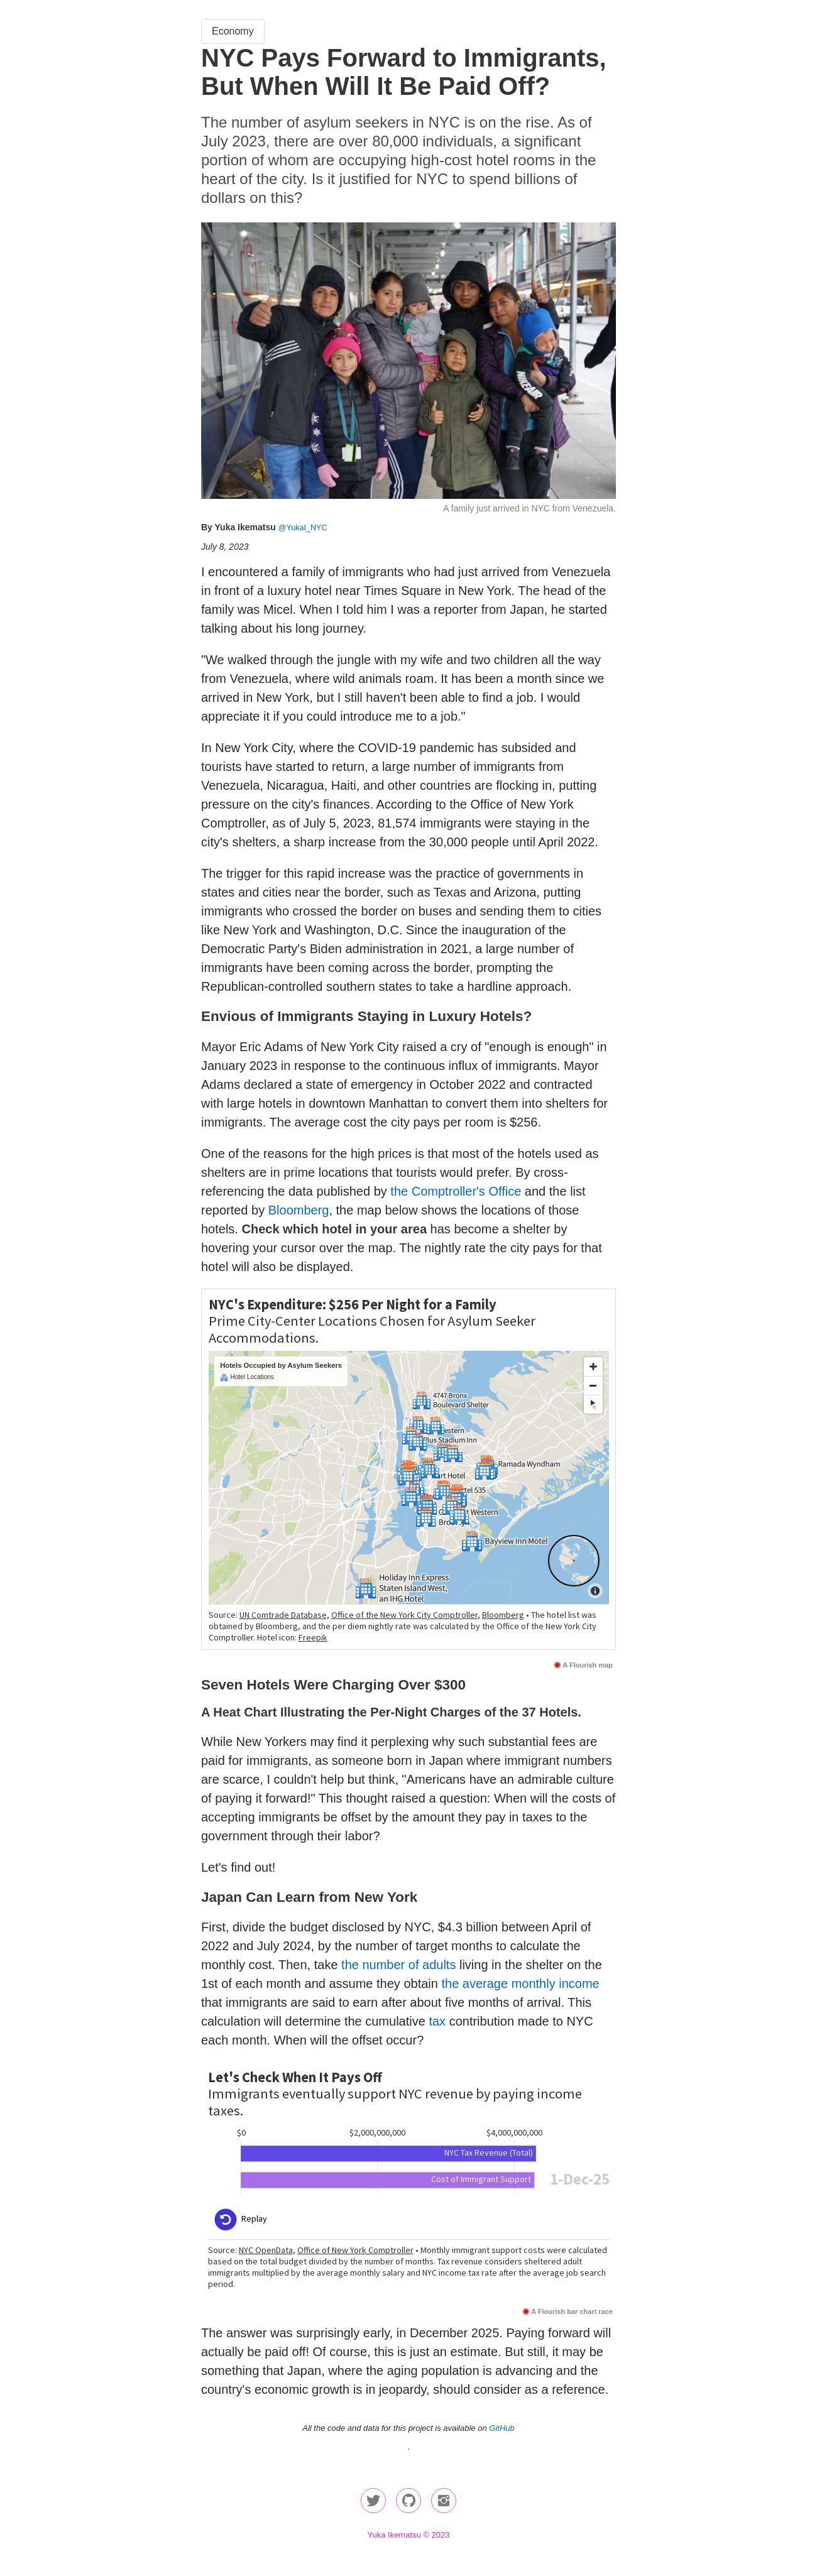 Economy
NYC Pays Forward to Immigrants,
But When Will It Be Paid Off?
The number of asylum seekers in NYC is on the rise. As of
July 2023, there are over 80,000 individuals, a significant
portion of whom are occupying high-cost hotel rooms in the
heart of the city. Is it justified for NYC to spend billions of
dollars on this?
A family just arrived in NYC from Venezuela.
By Yuka Ikematsu @YukaI_NYC
July 8, 2023
I encountered a family of immigrants who had just arrived from Venezuela
in front of a luxury hotel near Times Square in New York. The head of the
family was Micel. When I told him I was a reporter from Japan, he started
talking about his long journey.
"We walked through the jungle with my wife and two children all the way
from Venezuela, where wild animals roam. It has been a month since we
arrived in New York, but I still haven't been able to find a job. I would
appreciate it if you could introduce me to a job."
In New York City, where the COVID-19 pandemic has subsided and
tourists have started to return, a large number of immigrants from
Venezuela, Nicaragua, Haiti, and other countries are flocking in, putting
pressure on the city's finances. According to the Office of New York
Comptroller, as of July 5, 2023, 81,574 immigrants were staying in the
city's shelters, a sharp increase from the 30,000 people until April 2022.
The trigger for this rapid increase was the practice of governments in
states and cities near the border, such as Texas and Arizona, putting
immigrants who crossed the border on buses and sending them to cities
like New York and Washington, D.C. Since the inauguration of the
Democratic Party's Biden administration in 2021, a large number of
immigrants have been coming across the border, prompting the
Republican-controlled southern states to take a hardline approach.
Envious of Immigrants Staying in Luxury Hotels?
Mayor Eric Adams of New York City raised a cry of "enough is enough" in
January 2023 in response to the continuous influx of immigrants. Mayor
Adams declared a state of emergency in October 2022 and contracted
with large hotels in downtown Manhattan to convert them into shelters for
immigrants. The average cost the city pays per room is $256.
One of the reasons for the high prices is that most of the hotels used as
shelters are in prime locations that tourists would prefer. By cross-
referencing the data published by the Comptroller's Office and the list
reported by Bloomberg, the map below shows the locations of those
hotels. Check which hotel in your area has become a shelter by
hovering your cursor over the map. The nightly rate the city pays for that
hotel will also be displayed.
NYC's Expenditure: $256 Per Night for a Family
Prime City-Center Locations Chosen for Asylum Seeker
Accommodations.
Hotels Occupied by Asylum Seekers
Hotel Locations
4747 Bronx
Boulevard Shelter
estern
Plus Stadium Inn
Ramada Wyndham
rt Hotel
tel 535
Western
Bro
Bayview Inn Motel
Holiday Inn Express
Staten Island West,
an IHG Hotel
Source: UN Comtrade Database, Office of the New York City Comptroller, Bloomberg • The hotel list was
obtained by Bloomberg, and the per diem nightly rate was calculated by the Office of the New York City
Comptroller. Hotel icon: Freepik
A Flourish map
Seven Hotels Were Charging Over $300
A Heat Chart Illustrating the Per-Night Charges of the 37 Hotels.
While New Yorkers may find it perplexing why such substantial fees are
paid for immigrants, as someone born in Japan where immigrant numbers
are scarce, I couldn't help but think, "Americans have an admirable culture
of paying it forward!" This thought raised a question: When will the costs of
accepting immigrants be offset by the amount they pay in taxes to the
government through their labor?
Let's find out!
Japan Can Learn from New York
First, divide the budget disclosed by NYC, $4.3 billion between April of
2022 and July 2024, by the number of target months to calculate the
monthly cost. Then, take the number of adults living in the shelter on the
1st of each month and assume they obtain the average monthly income
that immigrants are said to earn after about five months of arrival. This
calculation will determine the cumulative tax contribution made to NYC
each month. When will the offset occur?
Let's Check When It Pays Off
Immigrants eventually support NYC revenue by paying income
taxes.
$0 $2,000,000,000 $4,000,000,000
NYC Tax Revenue (Total)
Cost of Immigrant Support 1-Dec-25
Replay
Source: NYC OpenData, Office of New York Comptroller • Monthly immigrant support costs were calculated
based on the total budget divided by the number of months. Tax revenue considers sheltered adult
immigrants multiplied by the average monthly salary and NYC income tax rate after the average job search
period.
A Flourish bar chart race
The answer was surprisingly early, in December 2025. Paying forward will
actually be paid off! Of course, this is just an estimate. But still, it may be
something that Japan, where the aging population is advancing and the
country's economic growth is in jeopardy, should consider as a reference.
All the code and data for this project is available on GitHub
.
Yuka Ikematsu © 2023